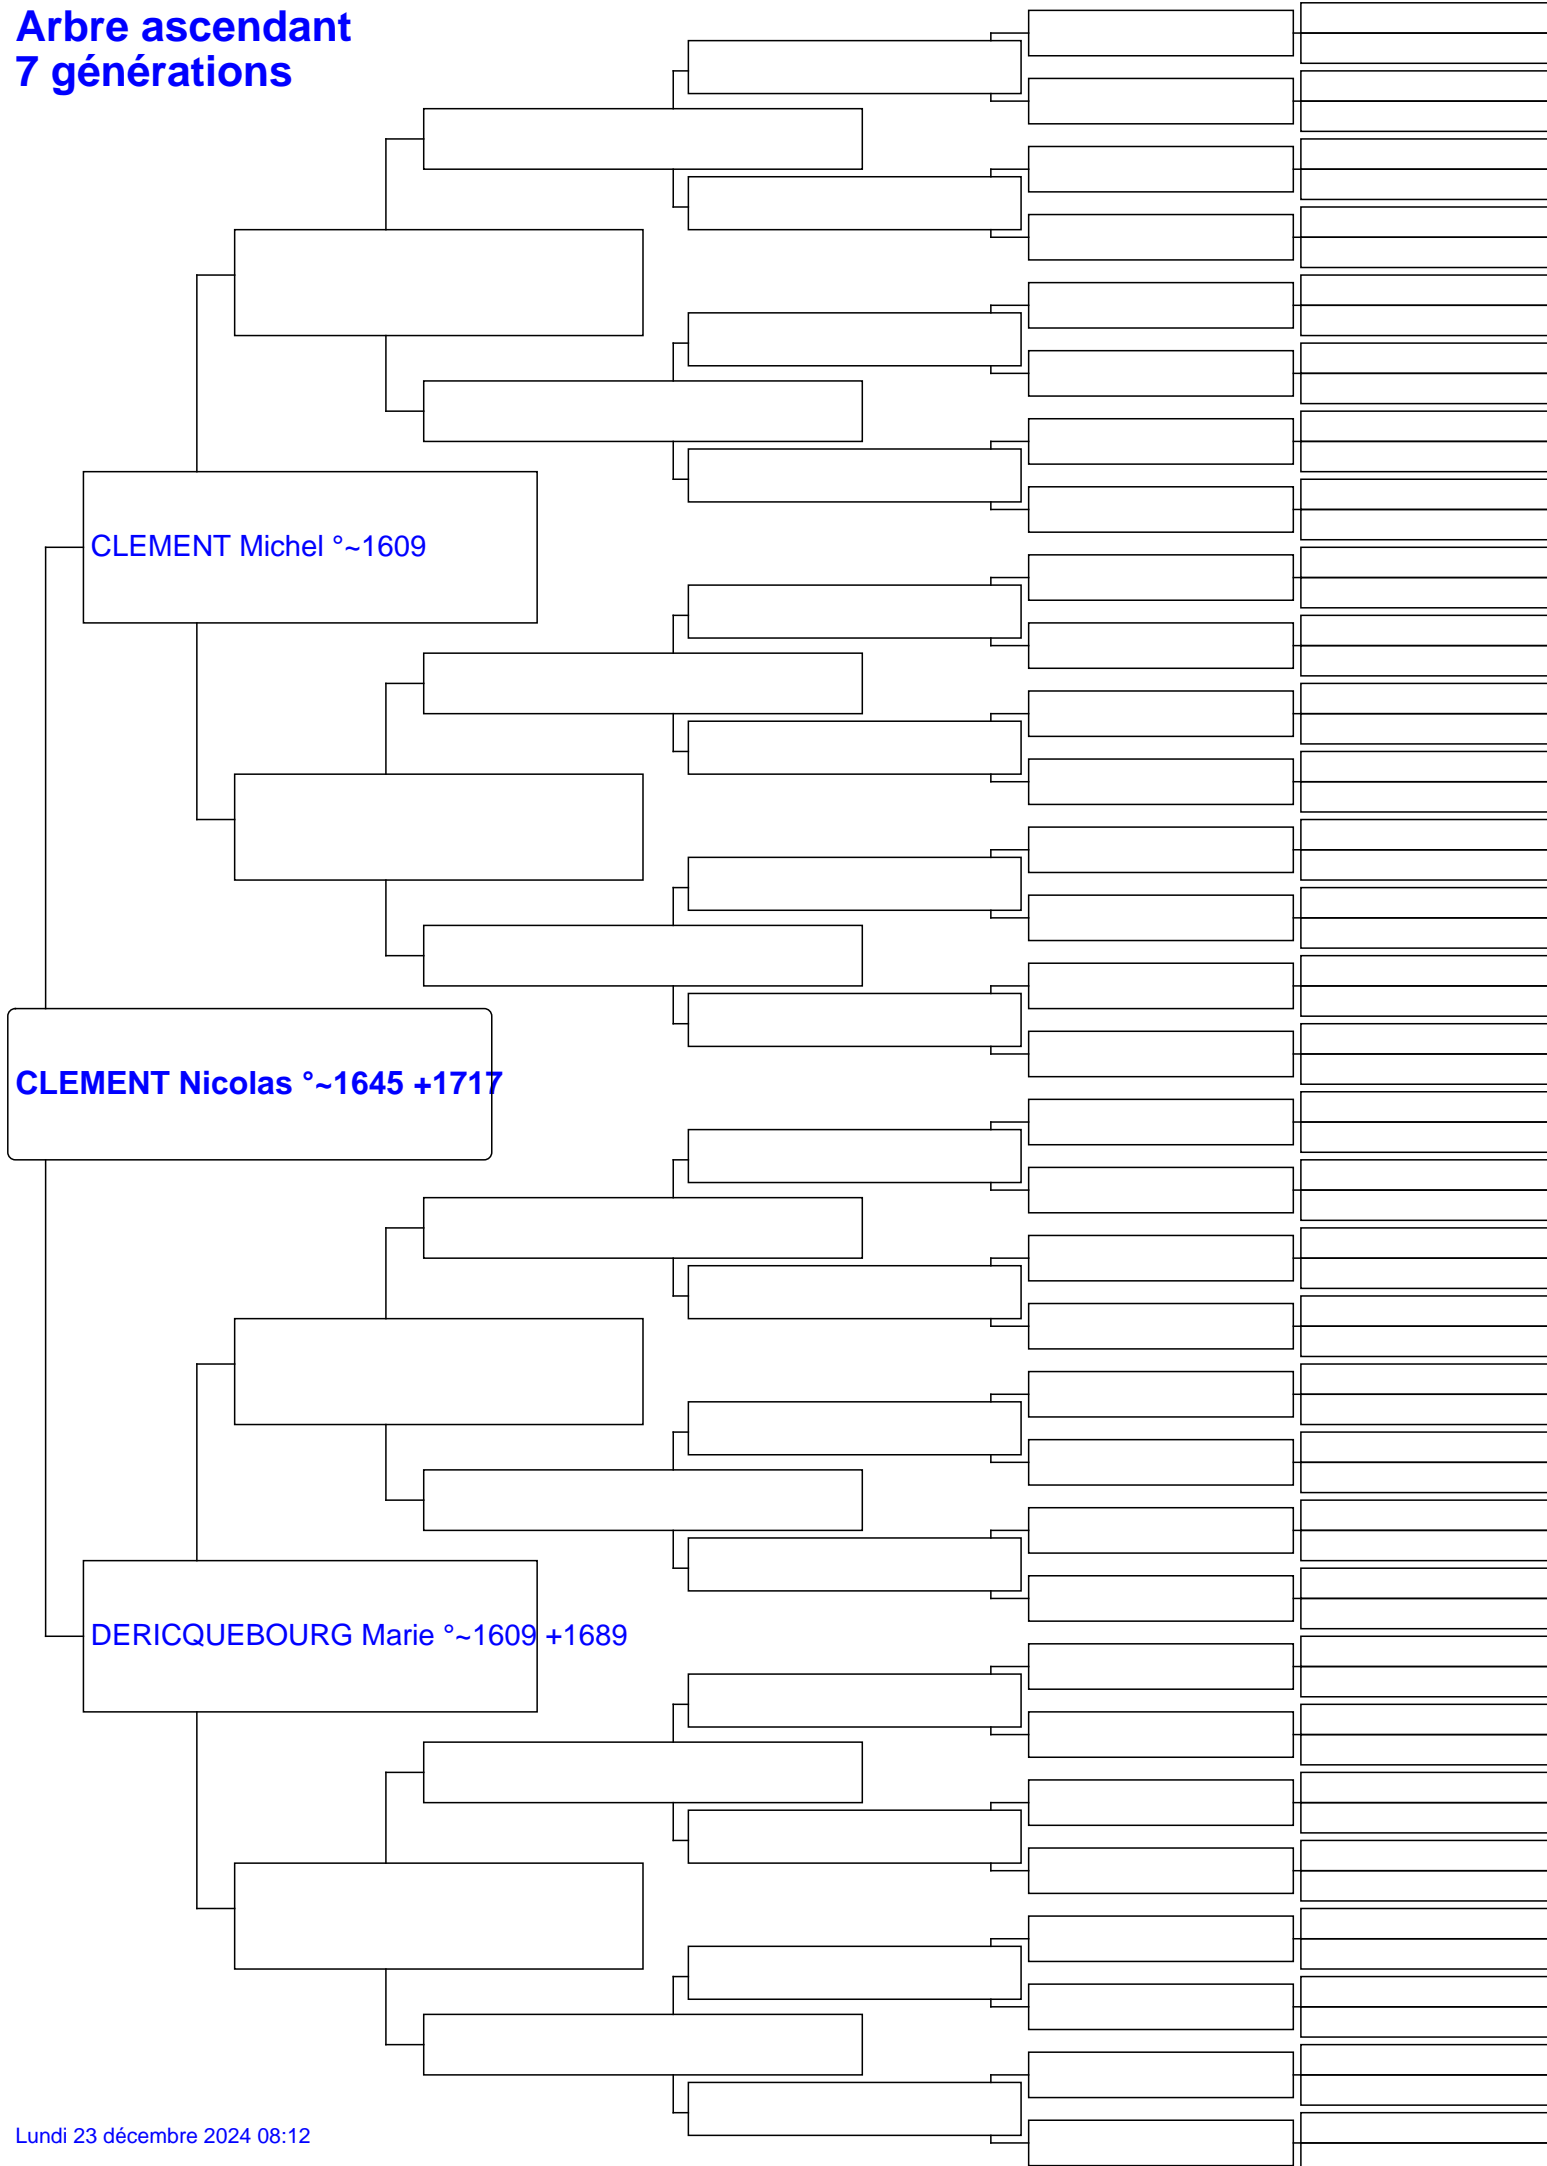 Arbre ascendant
7 générations
CLEMENT Michel °~1609
CLEMENT Nicolas °~1645 +1717
DERICQUEBOURG Marie °~1609 +1689
Lundi 23 décembre 2024 08:12